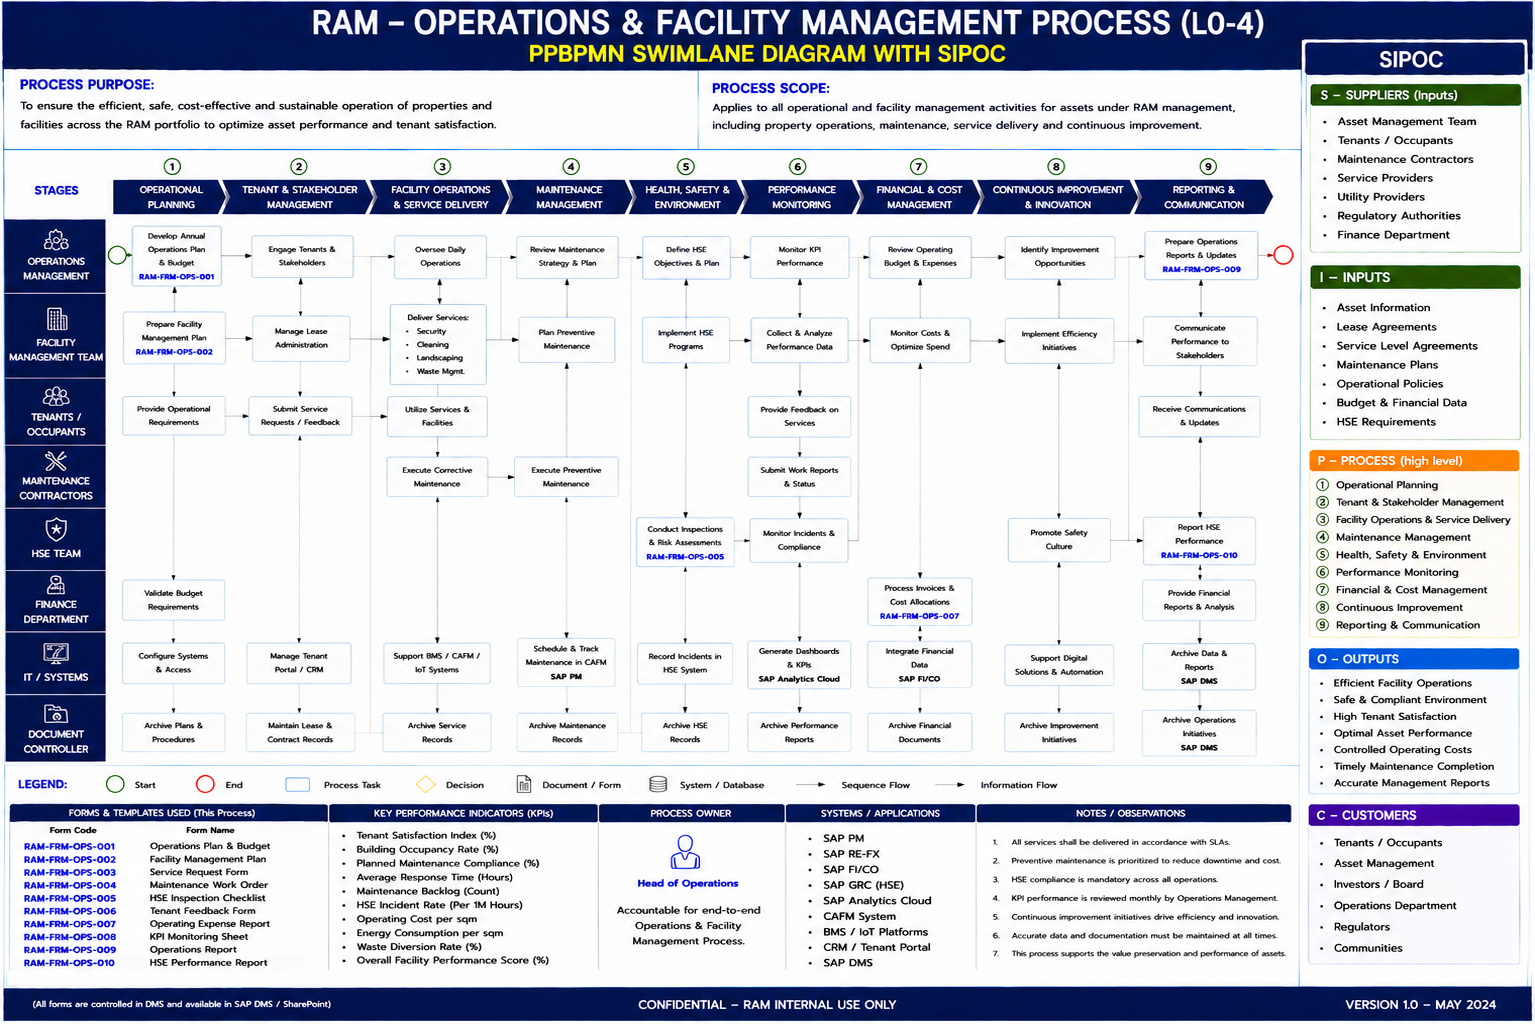 RAM – OPERATIONS & FACILITY MANAGEMENT PROCESS (L0-4)
PPBPMN SWIMLANE DIAGRAM WITH SIPOC
PROCESS PURPOSE:
To ensure the efficient, safe, cost-effective and sustainable operation of properties and
facilities across the RAM portfolio to optimize asset performance and tenant satisfaction.
PROCESS SCOPE:
Applies to all operational and facility management activities for assets under RAM management,
including property operations, maintenance, service delivery and continuous improvement.
STAGES
1
OPERATIONAL
PLANNING
2
TENANT & STAKEHOLDER
MANAGEMENT
3
FACILITY OPERATIONS
& SERVICE DELIVERY
4
MAINTENANCE
MANAGEMENT
5
HEALTH, SAFETY &
ENVIRONMENT
6
PERFORMANCE
MONITORING
7
FINANCIAL & COST
MANAGEMENT
8
CONTINUOUS IMPROVEMENT
& INNOVATION
9
REPORTING &
COMMUNICATION
OPERATIONS
MANAGEMENT
Develop Annual
Operations Plan
& Budget
RAM-FRM-OPS-001
Engage Tenants &
Stakeholders
Oversee Daily
Operations
Review Maintenance
Strategy & Plan
Define HSE
Objectives & Plan
Monitor KPI
Performance
Review Operating
Budget & Expenses
Identify Improvement
Opportunities
Prepare Operations
Reports & Updates
RAM-FRM-OPS-009
FACILITY
MANAGEMENT TEAM
Prepare Facility
Management Plan
RAM-FRM-OPS-002
Manage Lease
Administration
Deliver Services:
• Security
• Cleaning
• Landscaping
• Waste Mgmt.
Plan Preventive
Maintenance
Implement HSE
Programs
Collect & Analyze
Performance Data
Monitor Costs &
Optimize Spend
Implement Efficiency
Initiatives
Communicate
Performance to
Stakeholders
TENANTS /
OCCUPANTS
Provide Operational
Requirements
Submit Service
Requests / Feedback
Utilize Services &
Facilities
Provide Feedback on
Services
Receive Communications
& Updates
MAINTENANCE
CONTRACTORS
Execute Corrective
Maintenance
Execute Preventive
Maintenance
Submit Work Reports
& Status
HSE TEAM
Conduct Inspections
& Risk Assessments
RAM-FRM-OPS-005
Monitor Incidents &
Compliance
Promote Safety
Culture
Report HSE
Performance
RAM-FRM-OPS-010
FINANCE
DEPARTMENT
Validate Budget
Requirements
Process Invoices &
Cost Allocations
RAM-FRM-OPS-007
Provide Financial
Reports & Analysis
IT / SYSTEMS
Configure Systems
& Access
Manage Tenant
Portal / CRM
Support BMS / CAFM /
IoT Systems
Schedule & Track
Maintenance in CAFM
SAP PM
Record Incidents in
HSE System
Generate Dashboards
& KPIs
SAP Analytics Cloud
Integrate Financial
Data
SAP FI/CO
Support Digital
Solutions & Automation
Archive Data &
Reports
SAP DMS
DOCUMENT
CONTROLLER
Archive Plans &
Procedures
Maintain Lease &
Contract Records
Archive Service
Records
Archive Maintenance
Records
Archive HSE
Records
Archive Performance
Reports
Archive Financial
Documents
Archive Improvement
Initiatives
Archive Operations
Initiatives
SAP DMS
LEGEND:
Start
End
Process Task
Decision
Document / Form
System / Database
Sequence Flow
Information Flow
FORMS & TEMPLATES USED (This Process)
Form Code Form Name
RAM-FRM-OPS-001 Operations Plan & Budget
RAM-FRM-OPS-002 Facility Management Plan
RAM-FRM-OPS-003 Service Request Form
RAM-FRM-OPS-004 Maintenance Work Order
RAM-FRM-OPS-005 HSE Inspection Checklist
RAM-FRM-OPS-006 Tenant Feedback Form
RAM-FRM-OPS-007 Operating Expense Report
RAM-FRM-OPS-008 KPI Monitoring Sheet
RAM-FRM-OPS-009 Operations Report
RAM-FRM-OPS-010 HSE Performance Report
KEY PERFORMANCE INDICATORS (KPIs)
• Tenant Satisfaction Index (%)
• Building Occupancy Rate (%)
• Planned Maintenance Compliance (%)
• Average Response Time (Hours)
• Maintenance Backlog (Count)
• HSE Incident Rate (Per 1M Hours)
• Operating Cost per sqm
• Energy Consumption per sqm
• Waste Diversion Rate (%)
• Overall Facility Performance Score (%)
PROCESS OWNER
Head of Operations
Accountable for end-to-end
Operations & Facility
Management Process.
SYSTEMS / APPLICATIONS
• SAP PM
• SAP RE-FX
• SAP FI/CO
• SAP GRC (HSE)
• SAP Analytics Cloud
• CAFM System
• BMS / IoT Platforms
• CRM / Tenant Portal
• SAP DMS
NOTES / OBSERVATIONS
1. All services shall be delivered in accordance with SLAs.
2. Preventive maintenance is prioritized to reduce downtime and cost.
3. HSE compliance is mandatory across all operations.
4. KPI performance is reviewed monthly by Operations Management.
5. Continuous improvement initiatives drive efficiency and innovation.
6. Accurate data and documentation must be maintained at all times.
7. This process supports the value preservation and performance of assets.
SIPOC
S – SUPPLIERS (Inputs)
• Asset Management Team
• Tenants / Occupants
• Maintenance Contractors
• Service Providers
• Utility Providers
• Regulatory Authorities
• Finance Department
I – INPUTS
• Asset Information
• Lease Agreements
• Service Level Agreements
• Maintenance Plans
• Operational Policies
• Budget & Financial Data
• HSE Requirements
P – PROCESS (high level)
1 Operational Planning
2 Tenant & Stakeholder Management
3 Facility Operations & Service Delivery
4 Maintenance Management
5 Health, Safety & Environment
6 Performance Monitoring
7 Financial & Cost Management
8 Continuous Improvement
9 Reporting & Communication
O – OUTPUTS
• Efficient Facility Operations
• Safe & Compliant Environment
• High Tenant Satisfaction
• Optimal Asset Performance
• Controlled Operating Costs
• Timely Maintenance Completion
• Accurate Management Reports
C – CUSTOMERS
• Tenants / Occupants
• Asset Management
• Investors / Board
• Operations Department
• Regulators
• Communities
(All forms are controlled in DMS and available in SAP DMS / SharePoint)
CONFIDENTIAL – RAM INTERNAL USE ONLY
VERSION 1.0 – MAY 2024